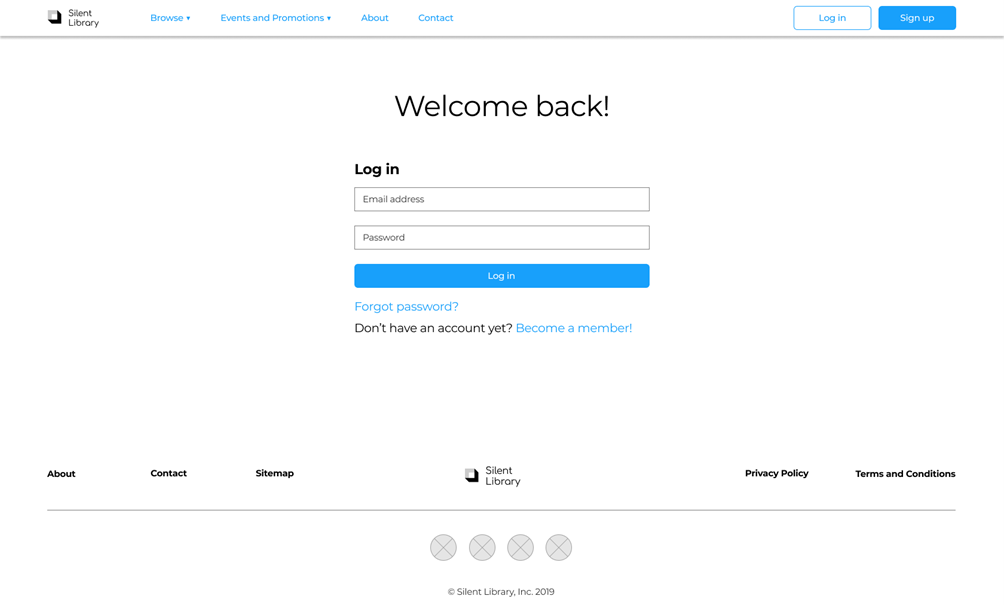 Silent
Library
Browse ▾
Events and Promotions ▾
About
Contact
Log in
Sign up
Welcome back!
Log in
Email address
Password
Log in
Forgot password?
Don’t have an account yet? Become a member!
About
Contact
Sitemap
Silent
Library
Privacy Policy
Terms and Conditions
© Silent Library, Inc. 2019